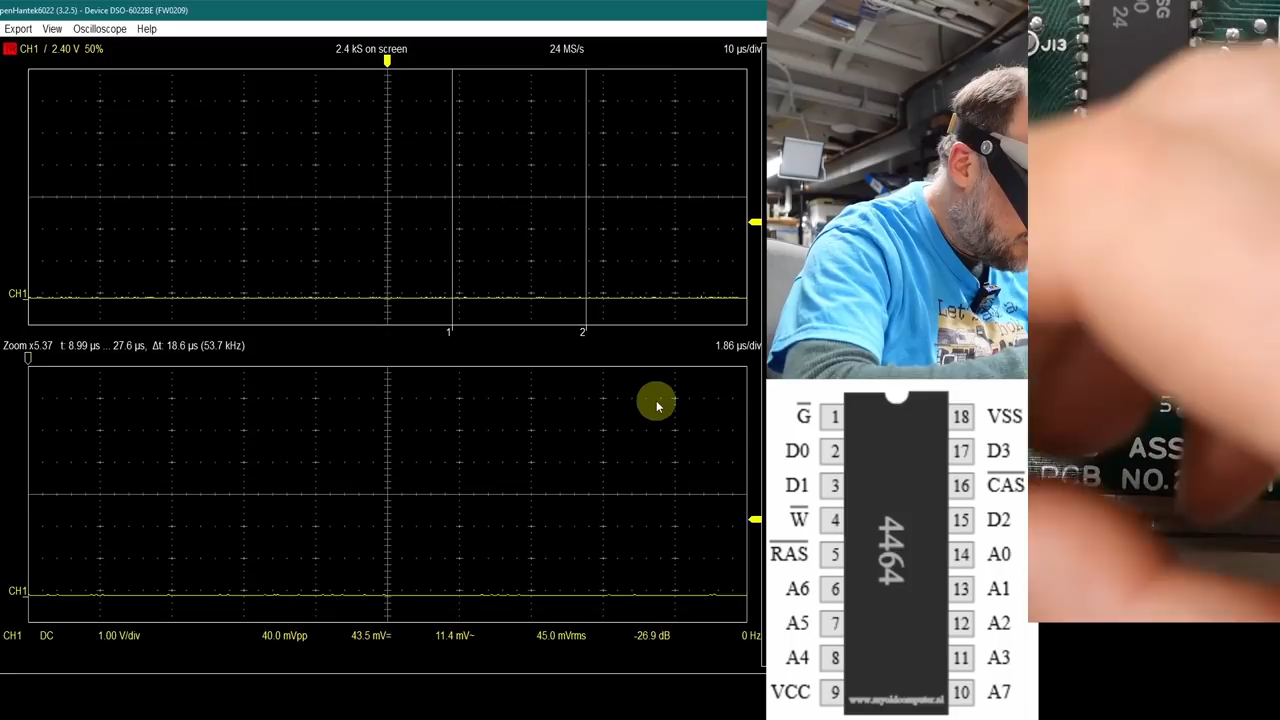 penHantek6022 (3.2.5) - Device DSO-6022BE (FW0209)
Export View Oscilloscope Help
CH1 / 2.40 V 50% 2.4 kS on screen 24 MS/s 10 µs/div
CH1
1 2
Zoom x5.37 t: 8.99 µs ... 27.6 µs, Δt: 18.6 µs (53.7 kHz) 1.86 µs/div
CH1
CH1 DC 1.00 V/div 40.0 mVpp 43.5 mV= 11.4 mV~ 45.0 mVrms -26.9 dB 0 Hz
Let's
a
G̅ 1 18 VSS
D0 2 17 D3
D1 3 16 C̅A̅S̅
W̅ 4 15 D2
R̅A̅S̅ 5 14 A0
A6 6 13 A1
A5 7 12 A2
A4 8 11 A3
VCC 9 10 A7
4464
www.myoldcomputer.nl
J13
SG
00
24
5
ASS
PCB NO.